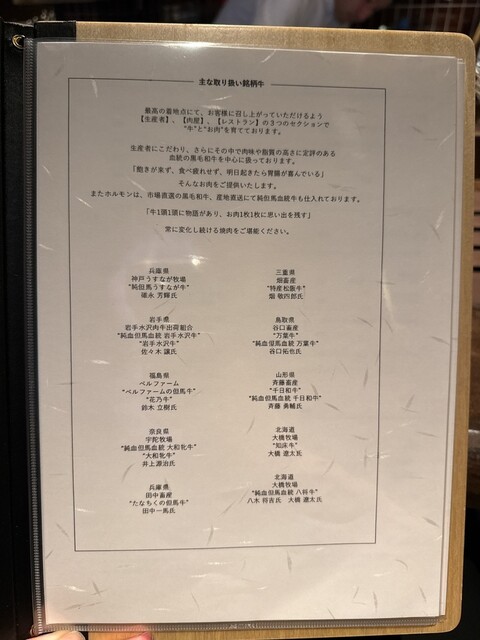 主な取り扱い銘柄牛
最高の着地点にて、お客様に召し上がっていただけるよう
【生産者】、【肉屋】、【レストラン】の３つのセクションで
"牛"と"お肉"を育てております。
生産者にこだわり、さらにその中で肉味や脂質の高さに定評のある
血統の黒毛和牛を中心に扱っております。
「飽きが来ず、食べ疲れせず、明日起きたら胃腸が喜んでいる」
そんなお肉をご提供いたします。
またホルモンは、市場直送の黒毛和牛、産地直送にて純但馬血統牛も仕入れております。
「牛1頭1頭に物語があり、お肉1枚1枚に思い出を残す」
常に変化し続ける焼肉をご堪能ください。
兵庫県
神戸うすなが牧場
"純但馬うすなが牛"
碓永 芳輝氏
三重県
畑畜産
"特産松阪牛"
畑 敬四郎氏
岩手県
岩手水沢肉牛出荷組合
"純血但馬血統 岩手水沢牛"
"岩手水沢牛"
佐々木 譲氏
鳥取県
谷口畜産
"万葉牛"
"純血但馬血統 万葉牛"
谷口拓也氏
福島県
ベルファーム
"ベルファームの但馬牛"
"花乃牛"
鈴木 立樹氏
山形県
斉藤畜産
"千日和牛"
"純血但馬血統 千日和牛"
斉藤 勇輔氏
奈良県
宇陀牧場
"純血但馬血統 大和牝牛"
"大和牝牛"
井上源治氏
北海道
大橋牧場
"知床牛"
大橋 遼太氏
兵庫県
田中畜産
"たなちくの但馬牛"
田中一馬氏
北海道
大橋牧場
"純血但馬血統 八科牛"
八木 将吉氏 大橋 遼太氏